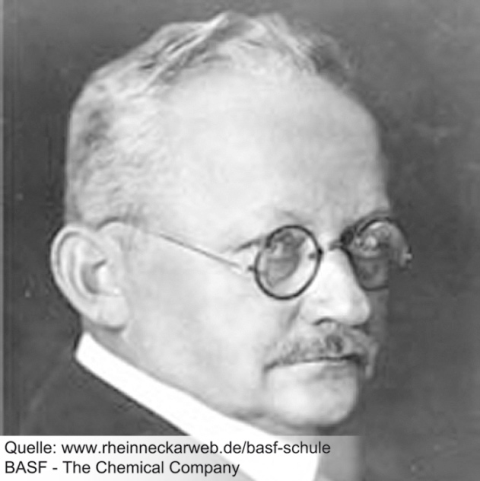 Quelle: www.rheinneckarweb.de/basf-schule
BASF - The Chemical Company